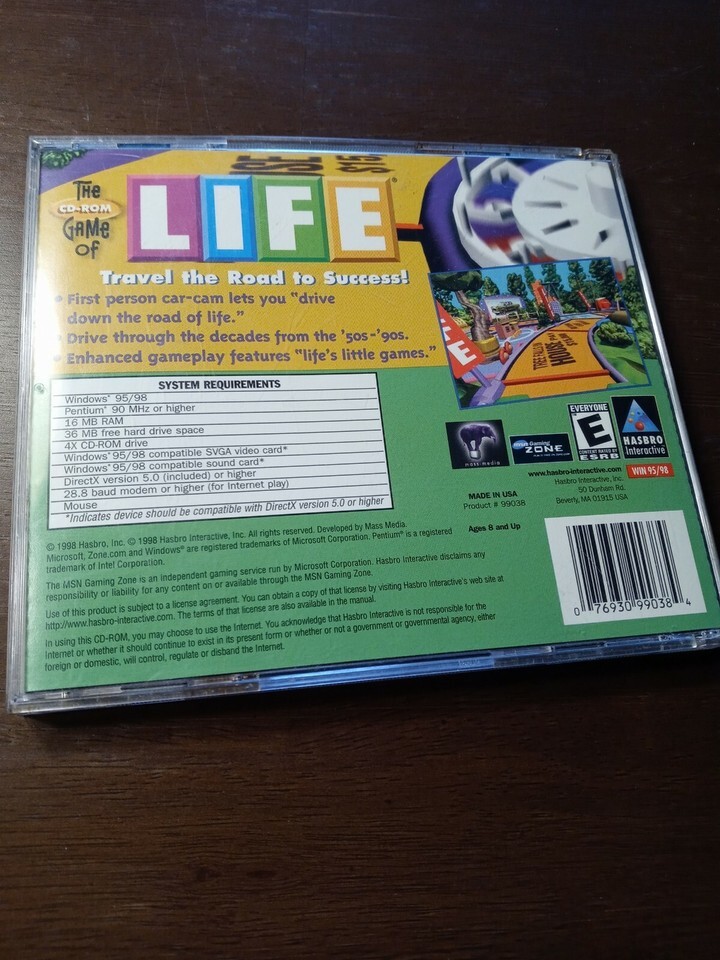 THE
CD-ROM
GAME
OF
LIFE®
Travel the Road to Success!
• First person car-cam lets you "drive
down the road of life."
• Drive through the decades from the '50s-'90s.
• Enhanced gameplay features "life's little games."
SYSTEM REQUIREMENTS
Windows® 95/98
Pentium® 90 MHz or higher
16 MB RAM
36 MB free hard drive space
4X CD-ROM drive
Windows® 95/98 compatible SVGA video card*
Windows® 95/98 compatible sound card*
DirectX version 5.0 (included) or higher
28.8 baud modem or higher (for Internet play)
Mouse
*Indicates device should be compatible with DirectX version 5.0 or higher
mass media
msn Gaming
ZONE
EVERYONE
E
CONTENT RATED BY
ESRB
HASBRO
Interactive
www.hasbro-interactive.com
WIN 95/98
Hasbro Interactive, Inc.
50 Dunham Rd.
Beverly, MA 01915 USA
MADE IN USA
Product # 99038
Ages 8 and Up
© 1998 Hasbro, Inc. © 1998 Hasbro Interactive, Inc. All rights reserved. Developed by Mass Media.
Microsoft, Zone.com and Windows® are registered trademarks of Microsoft Corporation. Pentium® is a registered
trademark of Intel Corporation.
The MSN Gaming Zone is an independent gaming service run by Microsoft Corporation. Hasbro Interactive disclaims any
responsibility or liability for any content on or available through the MSN Gaming Zone.
Use of this product is subject to a license agreement. You can obtain a copy of that license by visiting Hasbro Interactive's web site at
http://www.hasbro-interactive.com. The terms of that license are also available in the manual.
In using this CD-ROM, you may choose to use the Internet. You acknowledge that Hasbro Interactive is not responsible for the
Internet or whether it should continue to exist in its present form or whether or not a government or governmental agency, either
foreign or domestic, will control, regulate or disband the Internet.
0 76930 99038 4